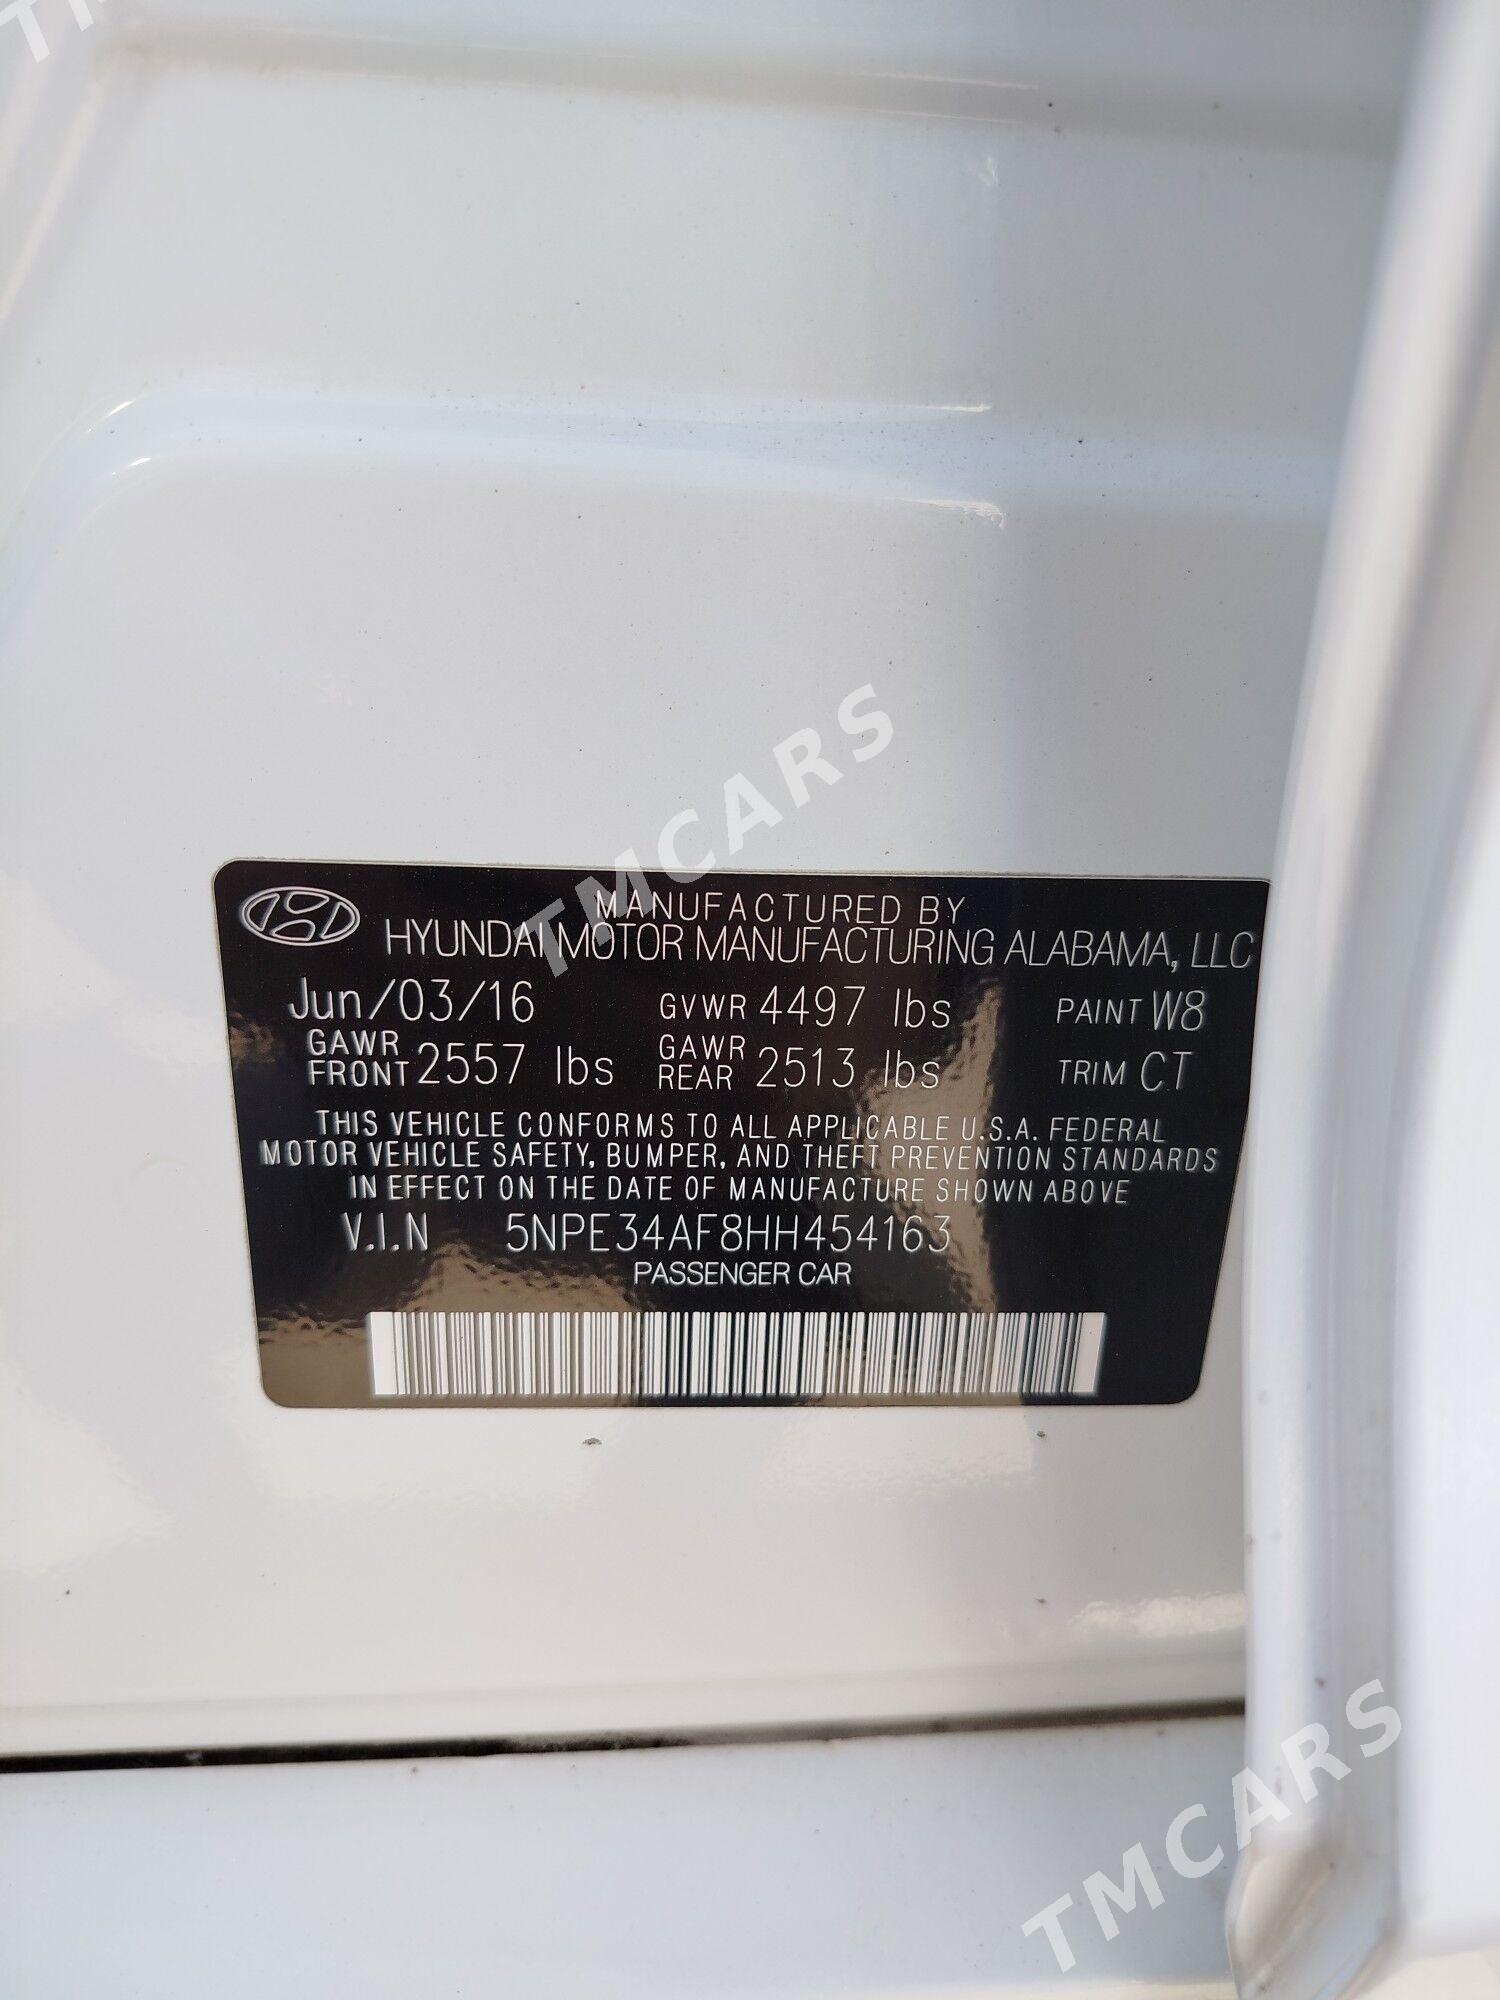 MANUFACTURED BY
HYUNDAI MOTOR MANUFACTURING ALABAMA, LLC
Jun/03/16 GVWR 4497 lbs PAINT W8
GAWR FRONT 2557 lbs GAWR REAR 2513 lbs TRIM CT
THIS VEHICLE CONFORMS TO ALL APPLICABLE U.S.A. FEDERAL
MOTOR VEHICLE SAFETY, BUMPER, AND THEFT PREVENTION STANDARDS
IN EFFECT ON THE DATE OF MANUFACTURE SHOWN ABOVE
V.I.N 5NPE34AF8HH454163
PASSENGER CAR
TMCARS
TMCARS